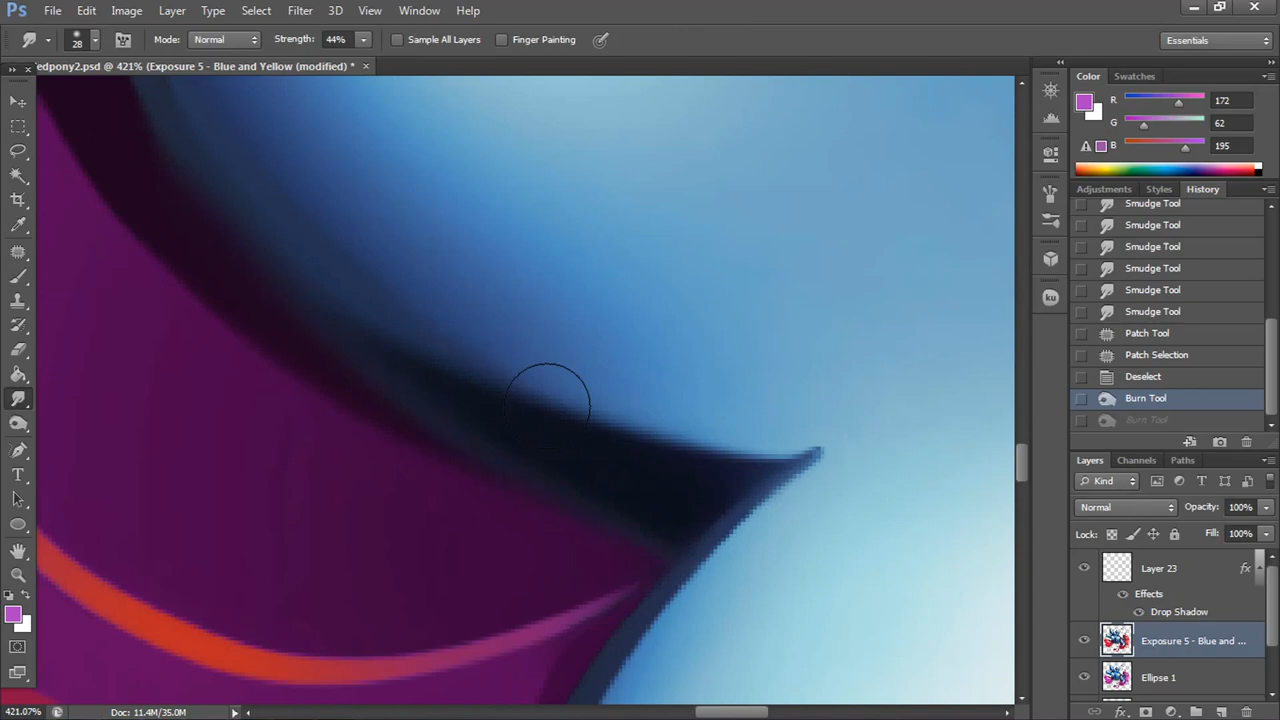 Ps File Edit Image Layer Type Select Filter 3D View Window Help
28 Mode: Normal Strength: 44% Sample All Layers Finger Painting Essentials
edpony2.psd @ 421% (Exposure 5 - Blue and Yellow (modified) * ×
Color Swatches
R 172
G 62
B 195
Adjustments Styles History
Smudge Tool
Smudge Tool
Smudge Tool
Smudge Tool
Smudge Tool
Smudge Tool
Patch Tool
Patch Selection
Deselect
Burn Tool
Burn Tool
ku
Layers Channels Paths
Kind
Normal Opacity: 100%
Lock: Fill: 100%
Layer 23 fx
Effects
Drop Shadow
Exposure 5 - Blue and ...
Ellipse 1
421.07% Doc: 11.4M/35.0M